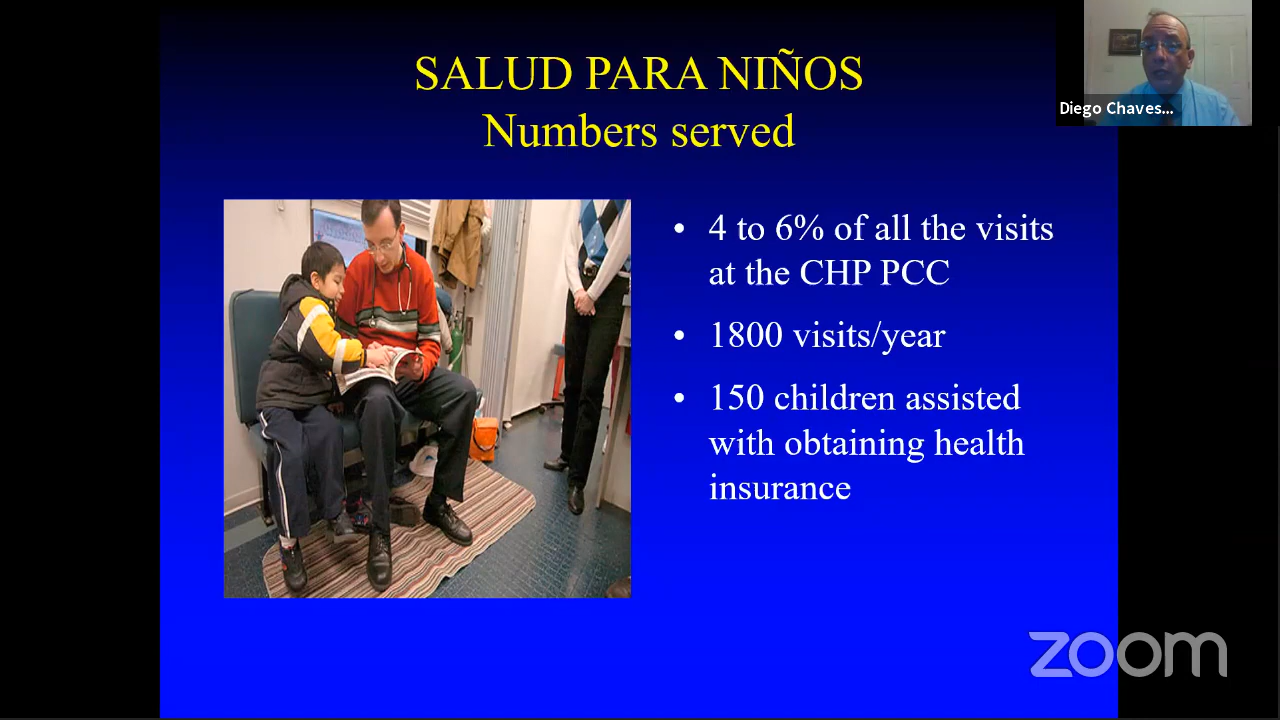 SALUD PARA NIÑOS
Numbers served
Diego Chaves...
• 4 to 6% of all the visits
at the CHP PCC
• 1800 visits/year
• 150 children assisted
with obtaining health
insurance
zoom